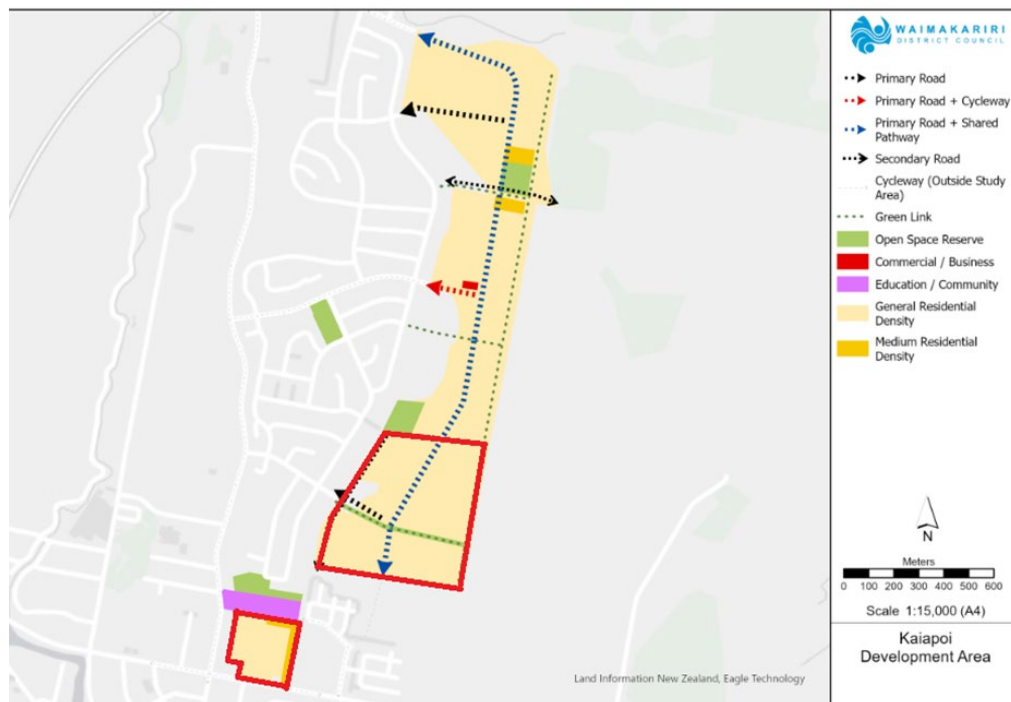 WAIMAKARIRI
DISTRICT COUNCIL
Primary Road
Primary Road + Cycleway
Primary Road + Shared
Pathway
Secondary Road
Cycleway (Outside Study
Area)
Green Link
Open Space Reserve
Commercial / Business
Education / Community
General Residential
Density
Medium Residential
Density
N
Meters
0 100 200 300 400 500 600
Scale 1:15,000 (A4)
Kaiapoi
Development Area
Land Information New Zealand, Eagle Technology